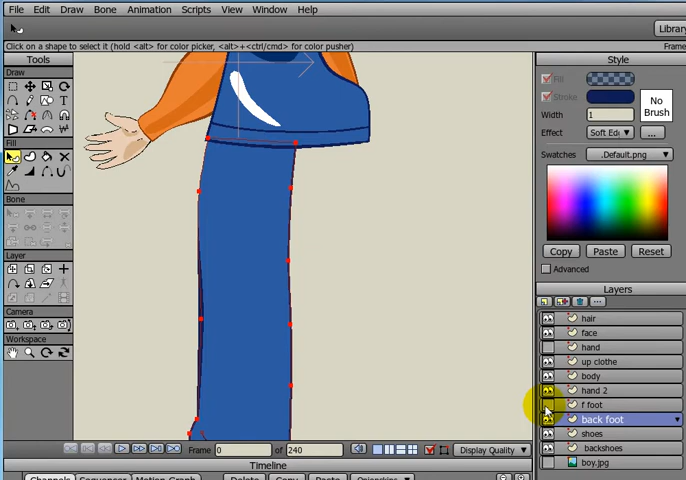 File Edit Draw Bone Animation Scripts View Window Help
Library
Click on a shape to select it (hold <alt> for color picker, <alt>+<ctrl/cmd> for color pusher) Frame
Tools
Draw
Fill
Bone
Layer
Camera
Workspace
Style
Fill
Stroke
Width 1
No Brush
Effect Soft Edg ...
Swatches .Default.png
Copy Paste Reset
Advanced
Layers
hair
face
hand
up clothe
body
hand 2
f foot
back foot
shoes
backshoes
boy.jpg
Frame 0 of 240 Display Quality
Timeline
Channels Sequencer Motion Graph Delete Copy Paste